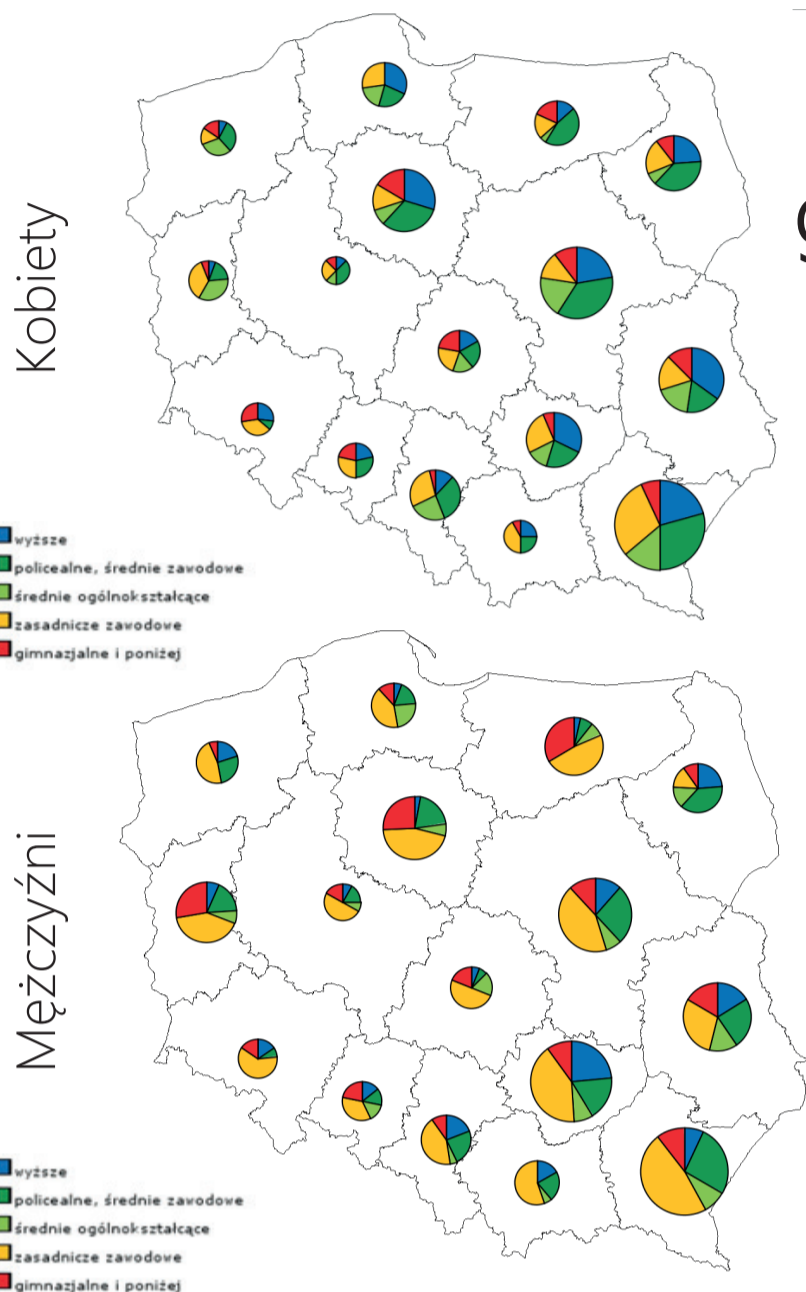 Kobiety
wyższe
policealne, średnie zawodowe
średnie ogólnokształcące
zasadnicze zawodowe
gimnazjalne i poniżej
Mężczyźni
wyższe
policealne, średnie zawodowe
średnie ogólnokształcące
zasadnicze zawodowe
gimnazjalne i poniżej